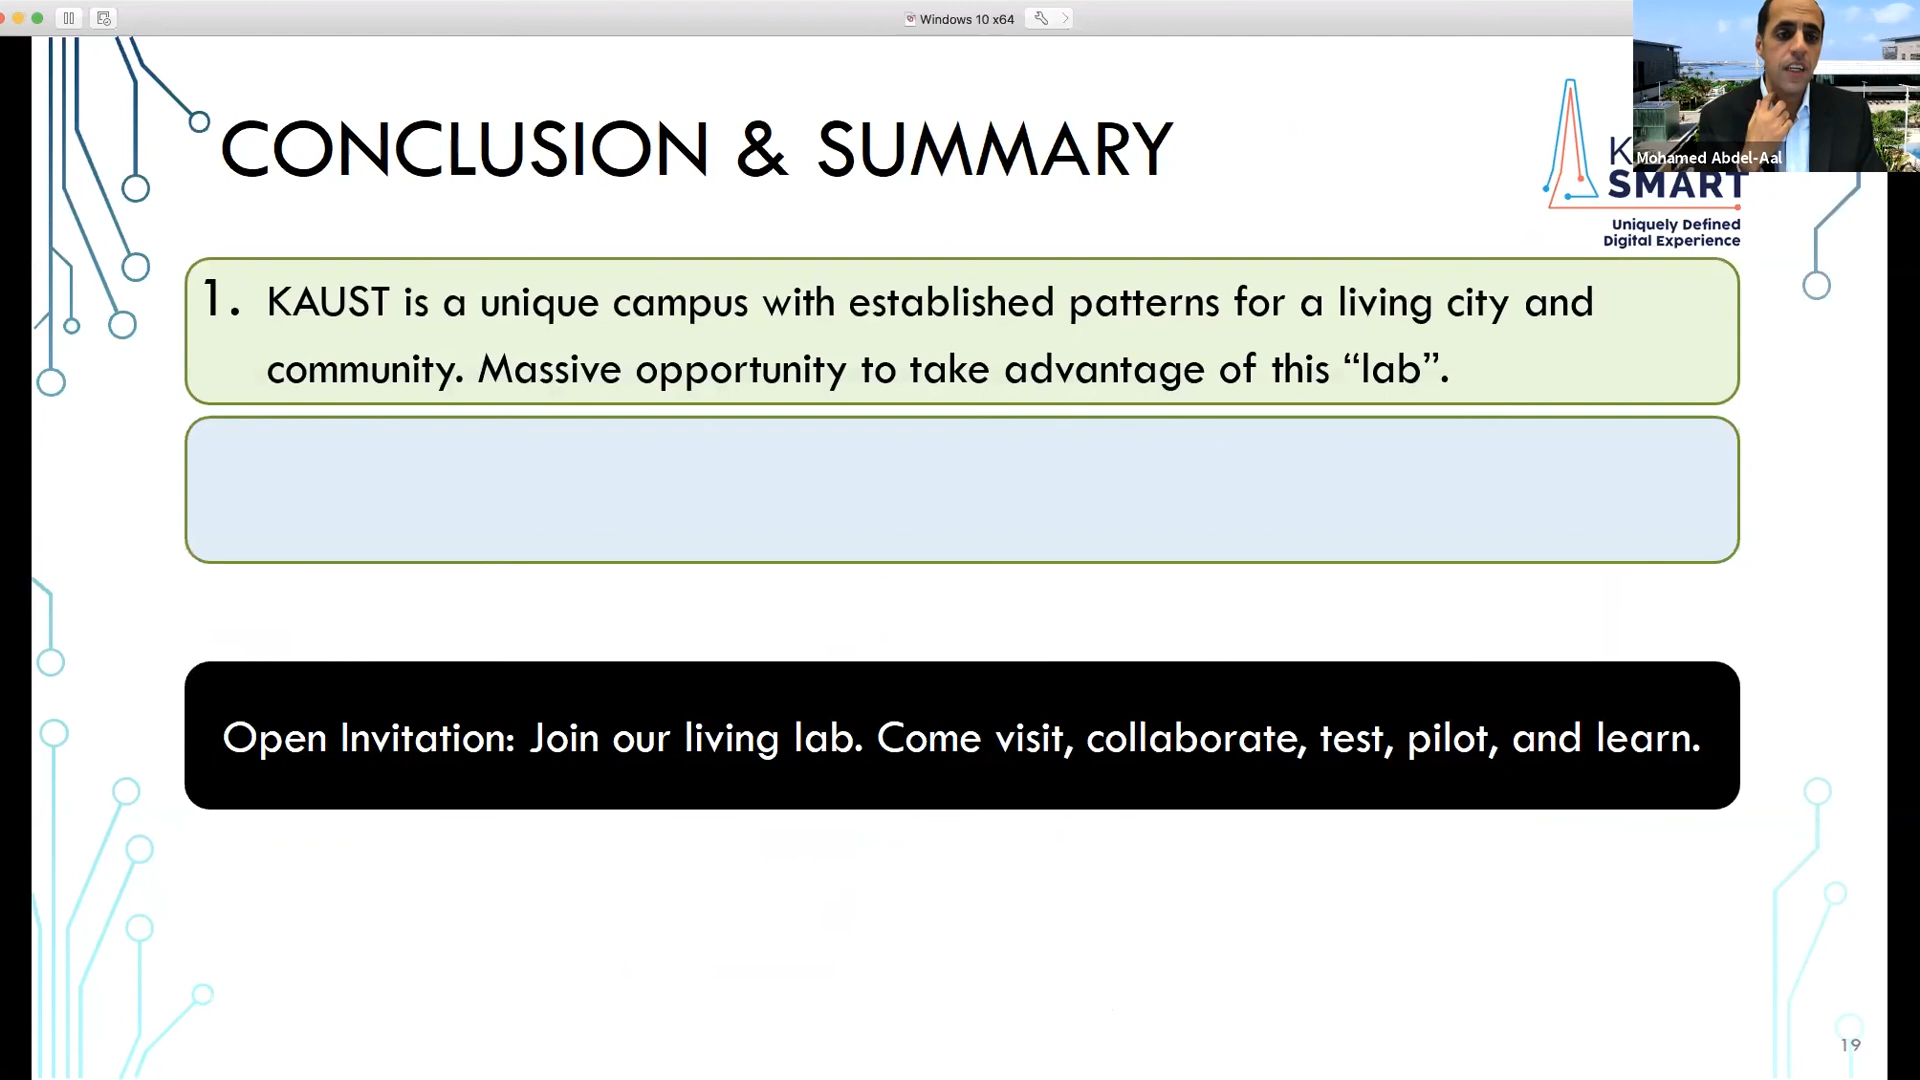 Windows 10 x64
Mohamed Abdel-Aal
CONCLUSION & SUMMARY
K
SMART
Uniquely Defined
Digital Experience
1. KAUST is a unique campus with established patterns for a living city and
community. Massive opportunity to take advantage of this “lab”.
Open Invitation: Join our living lab. Come visit, collaborate, test, pilot, and learn.
19